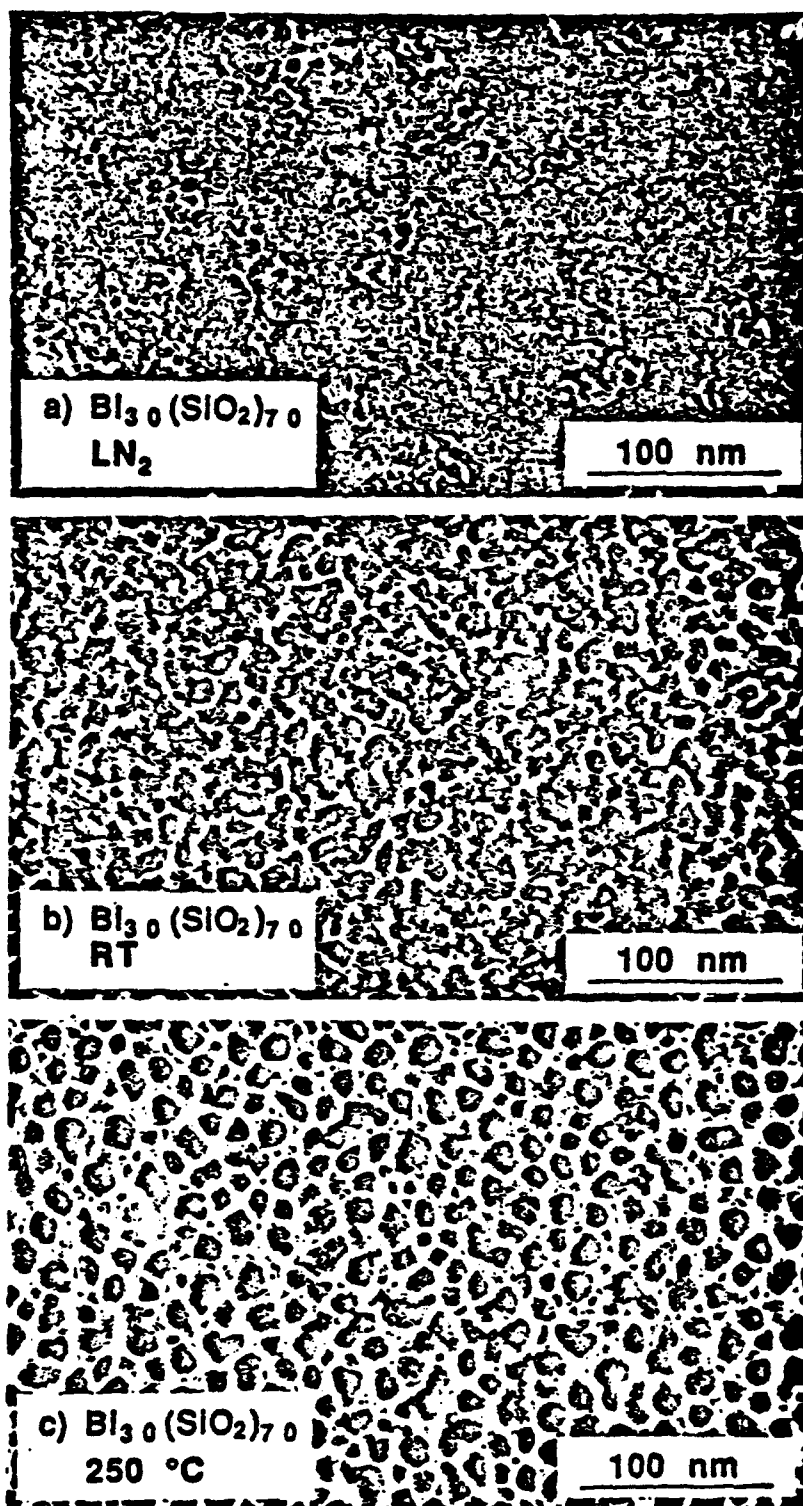 a) Bi₃₀(SiO₂)₇₀
LN₂
100 nm
b) Bi₃₀(SiO₂)₇₀
RT
100 nm
c) Bi₃₀(SiO₂)₇₀
250 °C
100 nm